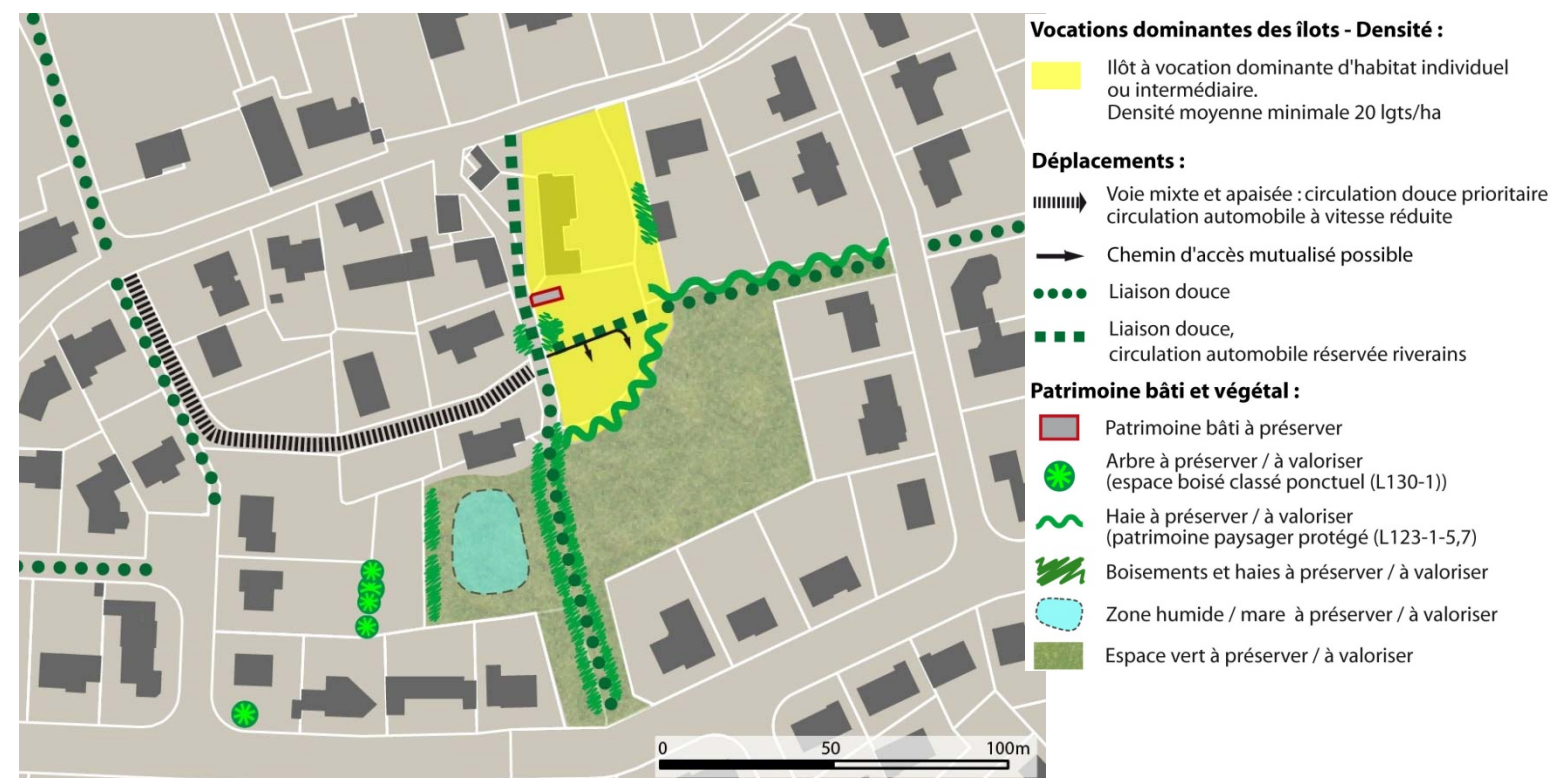 Vocations dominantes des îlots - Densité :
Ilôt à vocation dominante d'habitat individuel
ou intermédiaire.
Densité moyenne minimale 20 lgts/ha
Déplacements :
Voie mixte et apaisée : circulation douce prioritaire
circulation automobile à vitesse réduite
Chemin d'accès mutualisé possible
Liaison douce
Liaison douce,
circulation automobile réservée riverains
Patrimoine bâti et végétal :
Patrimoine bâti à préserver
Arbre à préserver / à valoriser
(espace boisé classé ponctuel (L130-1))
Haie à préserver / à valoriser
(patrimoine paysager protégé (L123-1-5,7)
Boisements et haies à préserver / à valoriser
Zone humide / mare à préserver / à valoriser
Espace vert à préserver / à valoriser
0 50 100m